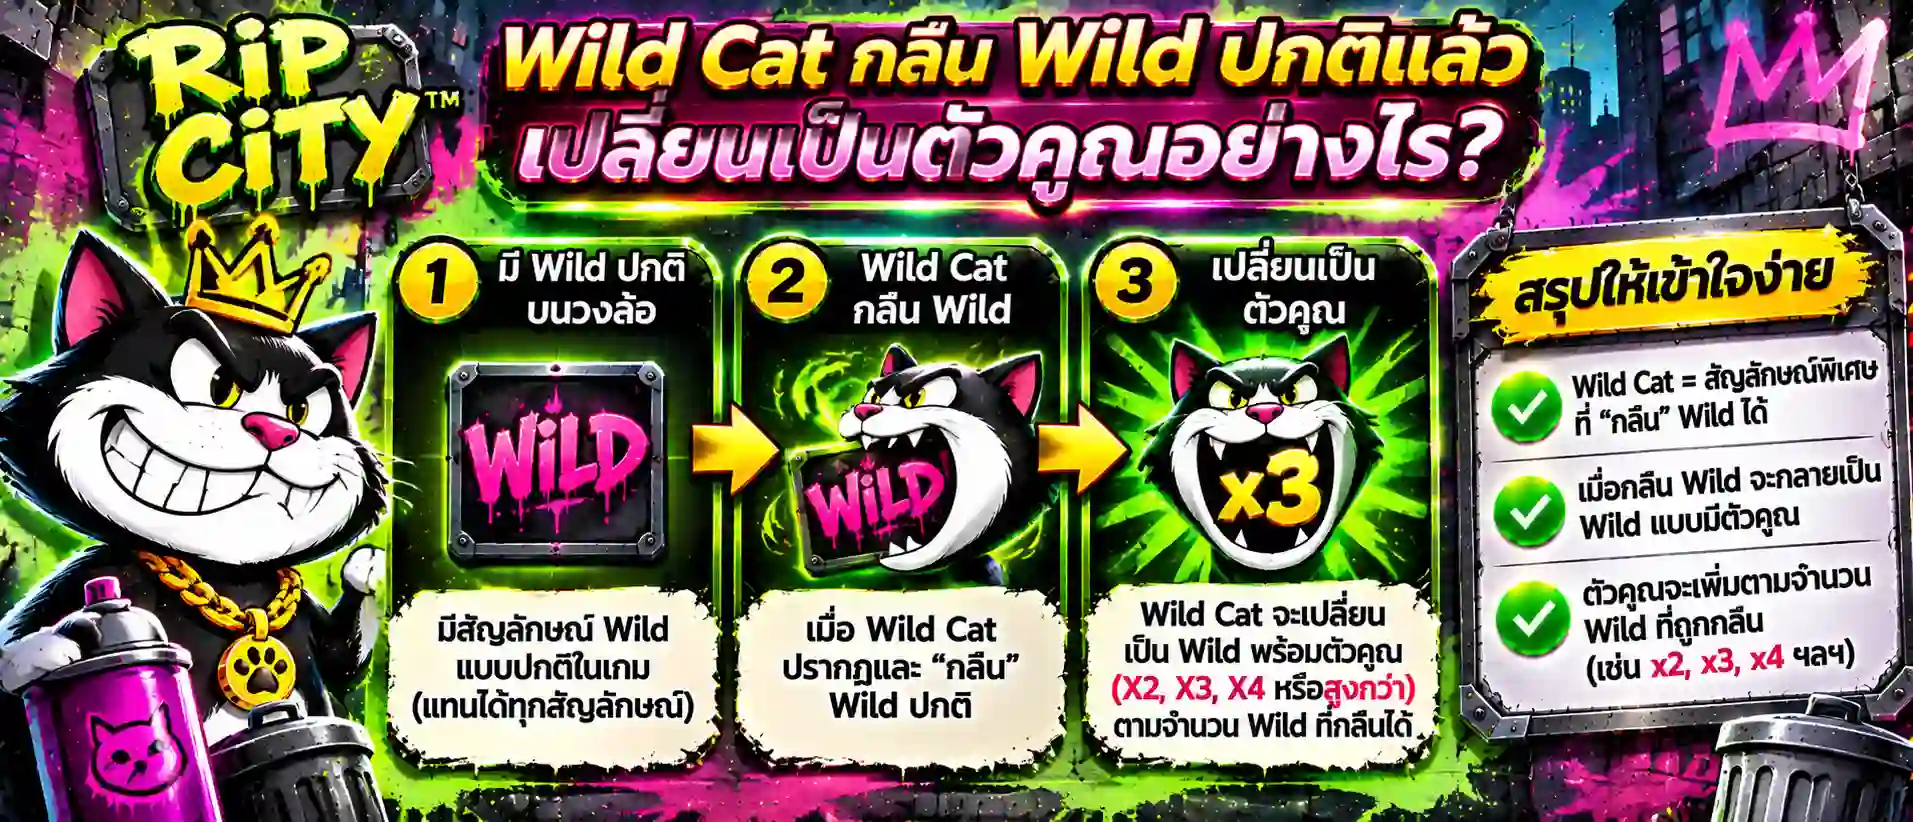 RiP
CiTY™
Wild Cat กลืน Wild ปกติแล้ว
เปลี่ยนเป็นตัวคูณอย่างไร?
1
มี Wild ปกติ
บนวงล้อ
WiLD
มีสัญลักษณ์ Wild
แบบปกติในเกม
(แทนได้ทุกสัญลักษณ์)
2
Wild Cat
กลืน Wild
WiLD
เมื่อ Wild Cat
ปรากฏและ “กลืน”
Wild ปกติ
3
เปลี่ยนเป็น
ตัวคูณ
x3
Wild Cat จะเปลี่ยน
เป็น Wild พร้อมตัวคูณ
(X2, X3, X4 หรือสูงกว่า)
ตามจำนวน Wild ที่กลืนได้
สรุปให้เข้าใจง่าย
Wild Cat = สัญลักษณ์พิเศษ
ที่ “กลืน” Wild ได้
เมื่อกลืน Wild จะกลายเป็น
Wild แบบมีตัวคูณ
ตัวคูณจะเพิ่มตามจำนวน
Wild ที่ถูกกลืน
(เช่น x2, x3, x4 ฯลฯ)